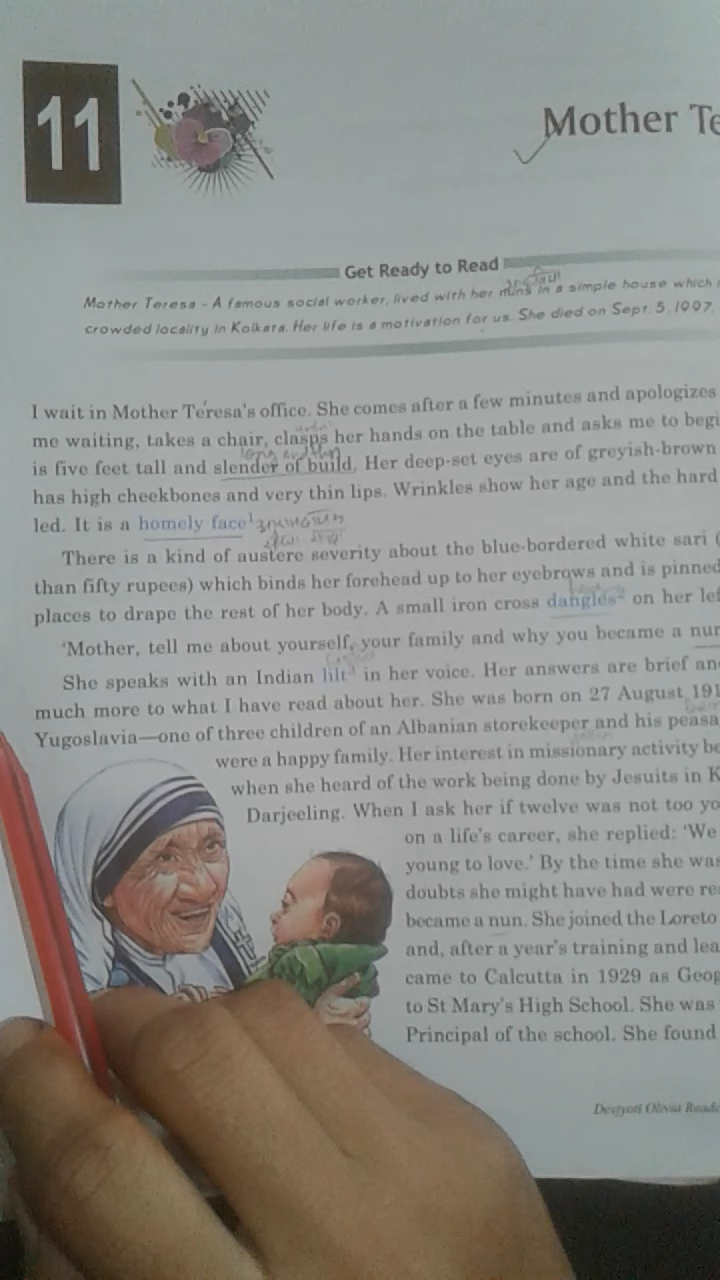 11
Mother Te
Get Ready to Read
Mother Teresa - A famous social worker, lived with her nuns in a simple house which
crowded locality in Kolkata. Her life is a motivation for us. She died on Sept. 5, 1997,
I wait in Mother Teresa's office. She comes after a few minutes and apologizes
me waiting, takes a chair, clasps her hands on the table and asks me to begi
long and thin
is five feet tall and slender of build. Her deep-set eyes are of greyish-brown
has high cheekbones and very thin lips. Wrinkles show her age and the hard
led. It is a homely face¹
There is a kind of austere severity about the blue-bordered white sari (
than fifty rupees) which binds her forehead up to her eyebrows and is pinned
places to drape the rest of her body. A small iron cross dangles² on her lef
'Mother, tell me about yourself, your family and why you became a nun
She speaks with an Indian lilt³ in her voice. Her answers are brief an
much more to what I have read about her. She was born on 27 August 191
Yugoslavia—one of three children of an Albanian storekeeper and his peasa
were a happy family. Her interest in missionary activity be
when she heard of the work being done by Jesuits in K
Darjeeling. When I ask her if twelve was not too yo
on a life's career, she replied: 'We
young to love.' By the time she was
doubts she might have had were re
became a nun. She joined the Loreto
and, after a year's training and lea
came to Calcutta in 1929 as Geog
to St Mary's High School. She was
Principal of the school. She found
Devjyoti Olivia Reade